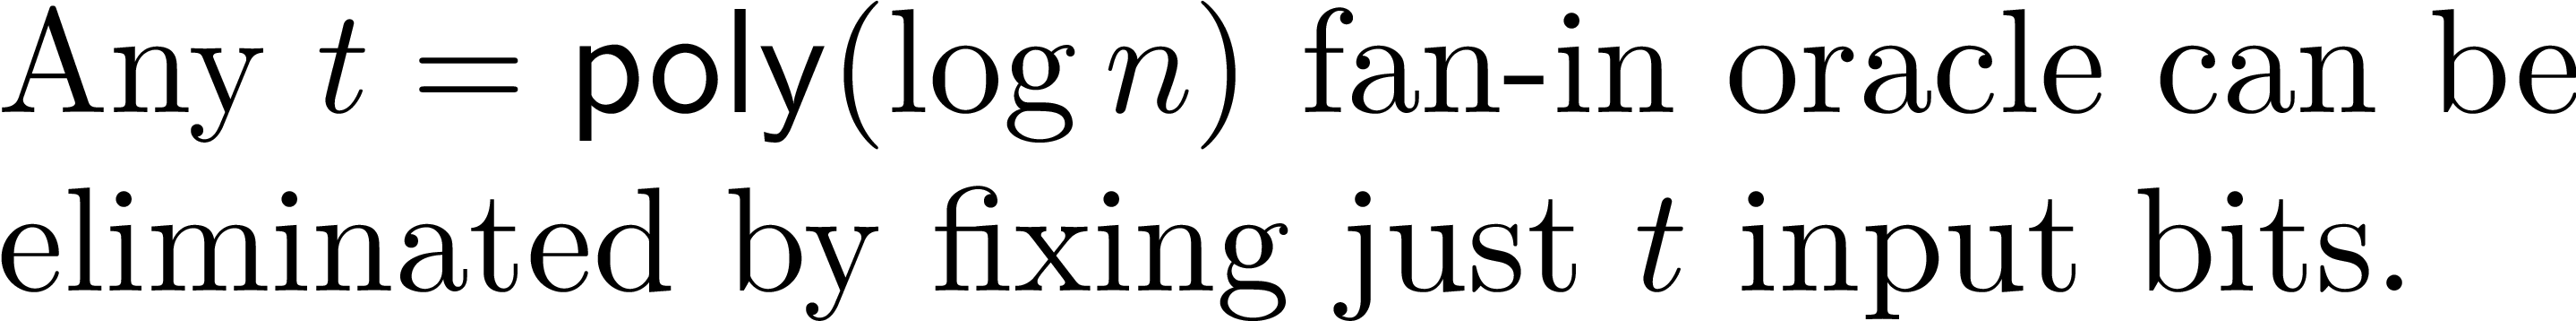 Any t = poly(log n) fan-in oracle can be
eliminated by fixing just t input bits.